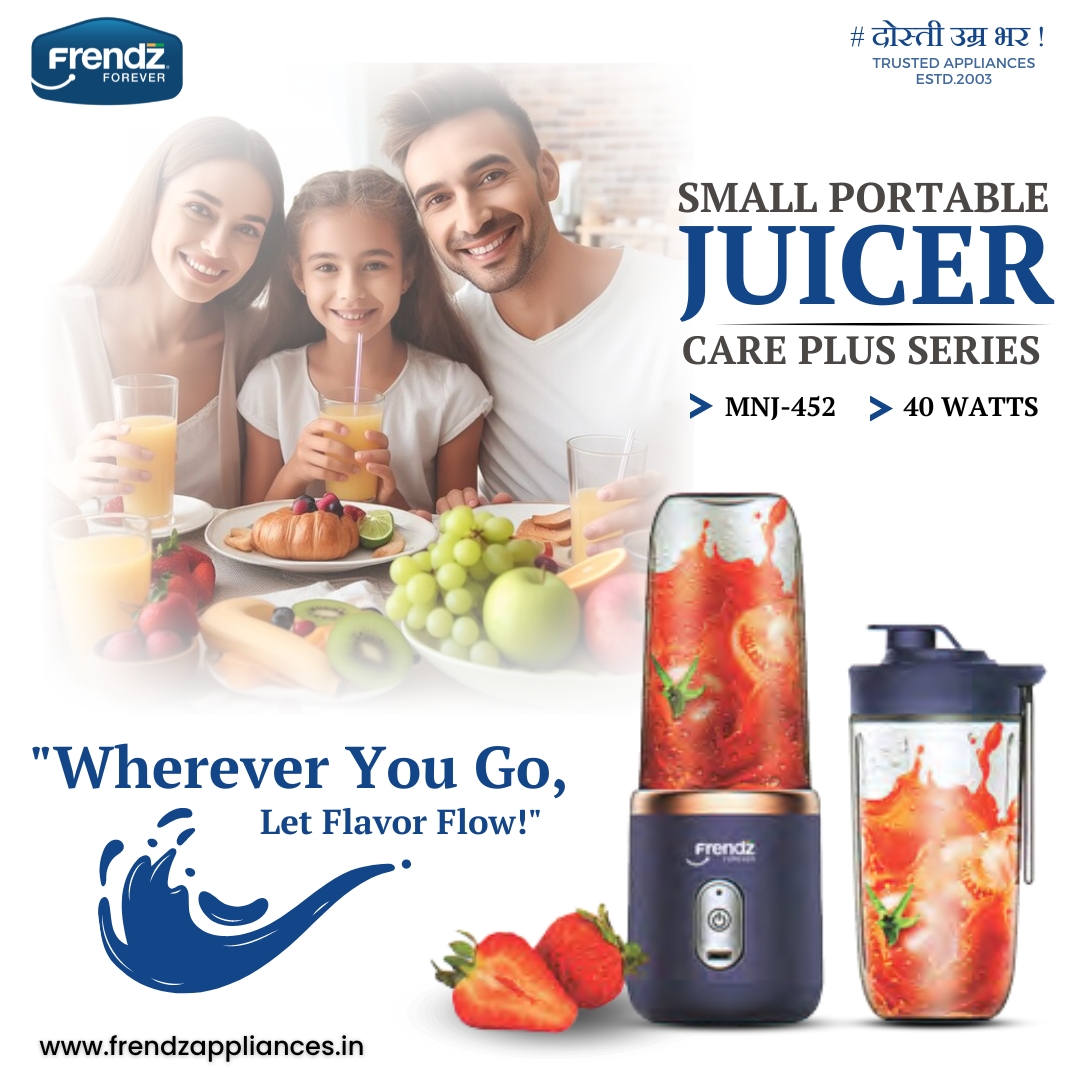 Frendz
FOREVER
# दोस्ती उम्र भर !
TRUSTED APPLIANCES
ESTD.2003
SMALL PORTABLE
JUICER
CARE PLUS SERIES
MNJ-452
40 WATTS
"Wherever You Go,
Let Flavor Flow!"
Frendz
FOREVER
www.frendzappliances.in